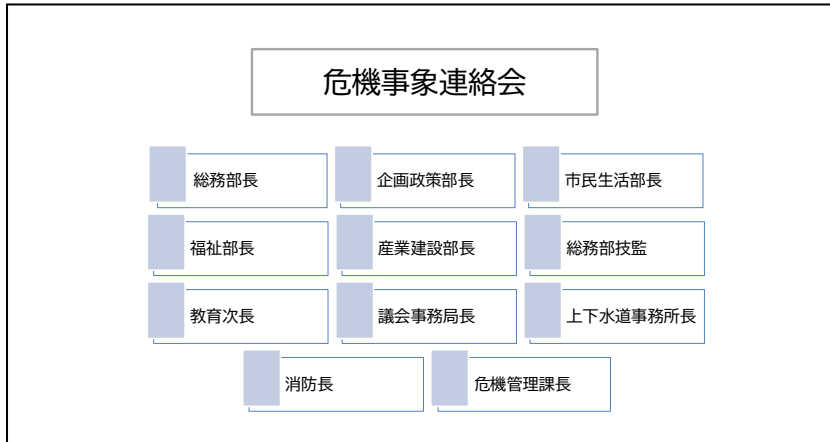 危機事象連絡会
総務部長
企画政策部長
市民生活部長
福祉部長
産業建設部長
総務部技監
教育次長
議会事務局長
上下水道事務所長
消防長
危機管理課長